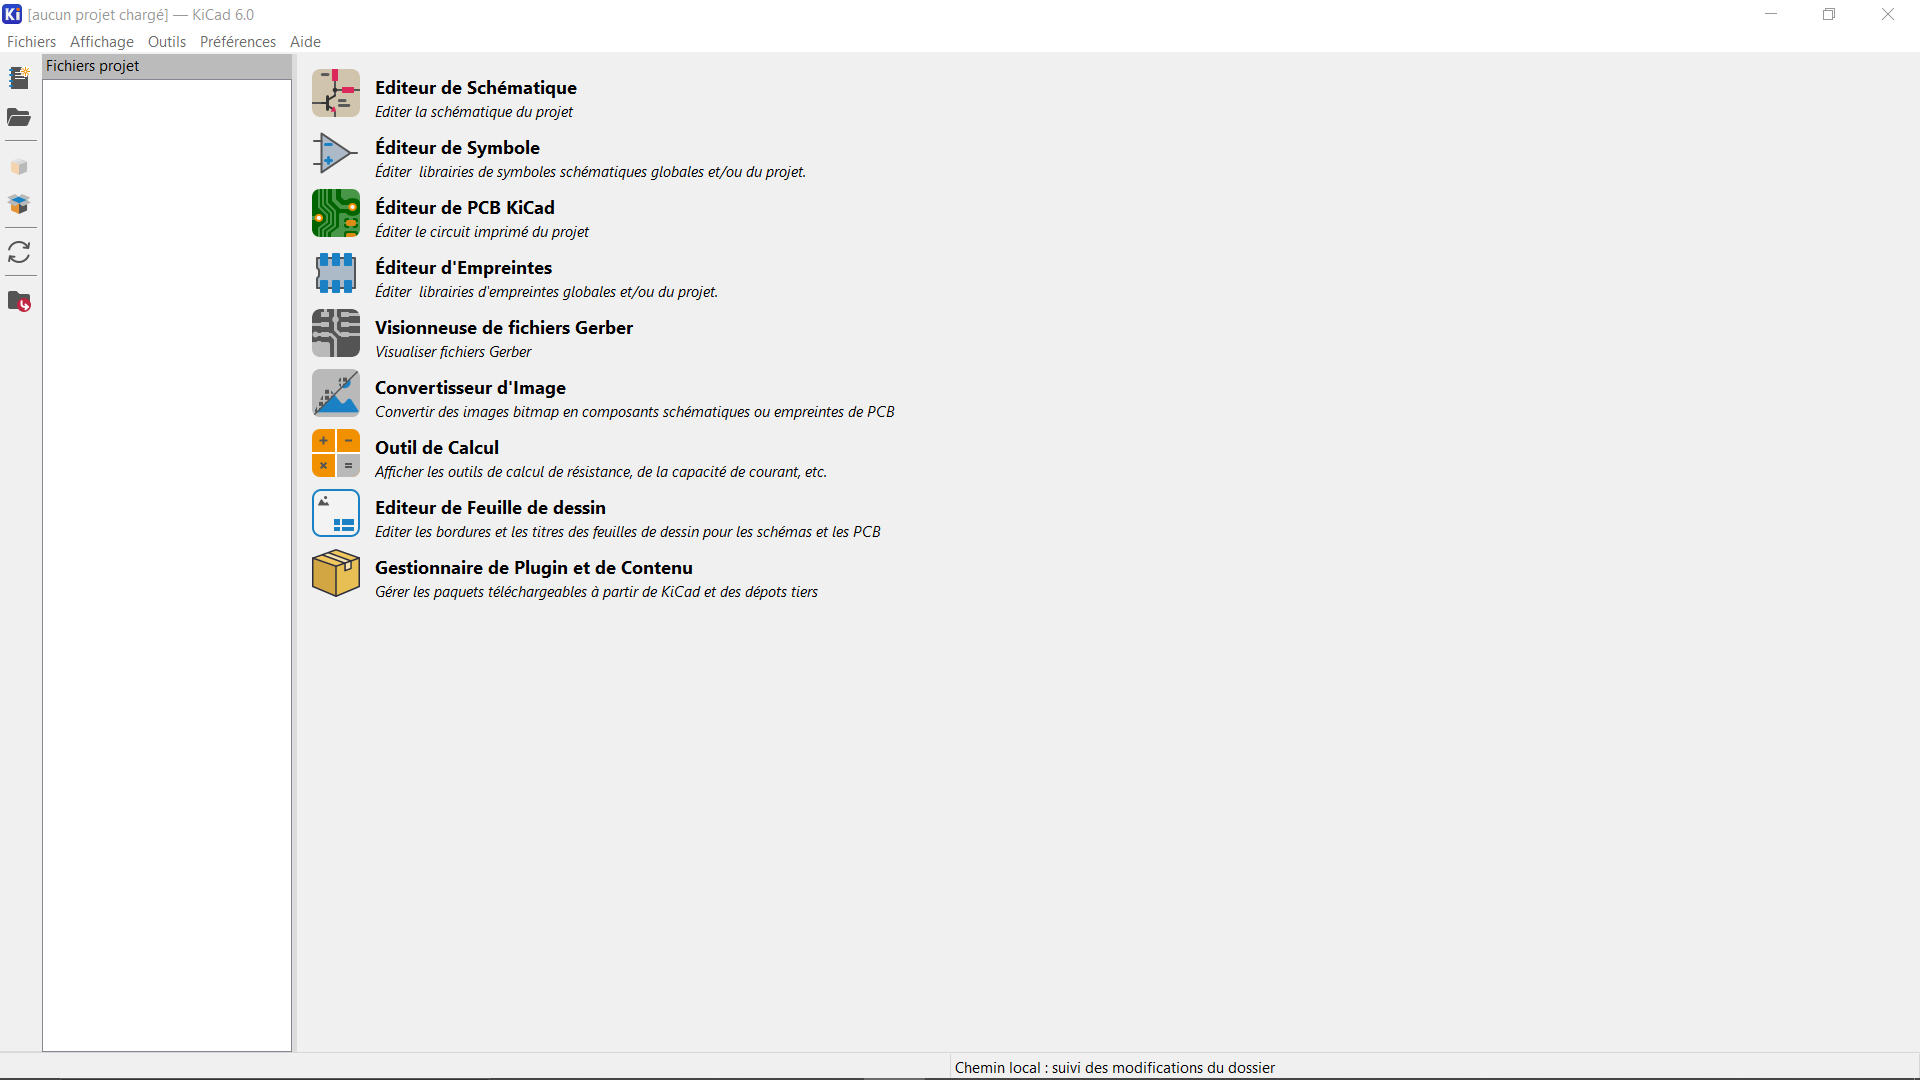 Ki [aucun projet chargé] — KiCad 6.0
Fichiers Affichage Outils Préférences Aide
Fichiers projet
Editeur de Schématique
Editer la schématique du projet
Éditeur de Symbole
Éditer librairies de symboles schématiques globales et/ou du projet.
Éditeur de PCB KiCad
Éditer le circuit imprimé du projet
Éditeur d'Empreintes
Éditer librairies d'empreintes globales et/ou du projet.
Visionneuse de fichiers Gerber
Visualiser fichiers Gerber
Convertisseur d'Image
Convertir des images bitmap en composants schématiques ou empreintes de PCB
Outil de Calcul
Afficher les outils de calcul de résistance, de la capacité de courant, etc.
Editeur de Feuille de dessin
Editer les bordures et les titres des feuilles de dessin pour les schémas et les PCB
Gestionnaire de Plugin et de Contenu
Gérer les paquets téléchargeables à partir de KiCad et des dépots tiers
Chemin local : suivi des modifications du dossier